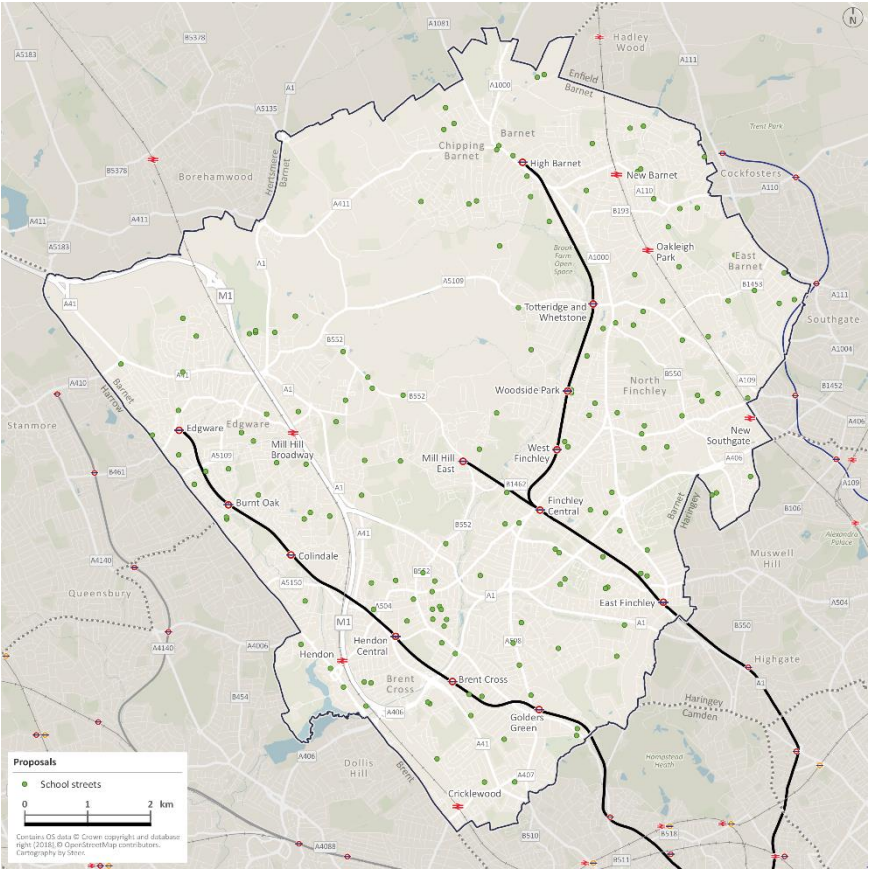 A1081
B5378
A5183
A1
A5135
A1000
Hadley
Wood
A111
N
Enfield
Barnet
Trent Park
Barnet
Chipping
Barnet
High Barnet
Hertsmere
Barnet
B5378
Borehamwood
New Barnet
Cockfosters
A110
A110
A411
A411
A411
B193
A5183
A1
Oakleigh
Park
East
Barnet
Brook
Farm
Open
Space
A1000
A5109
B1453
A41
M1
A111
Totteridge and
Whetstone
Southgate
B552
A1004
A41
A1
B550
A109
A410
Barnet
Harrow
B552
Woodside Park
North
Finchley
B1452
Stanmore
Edgware
Edgware
Mill Hill
Broadway
New
Southgate
A406
West
Finchley
A5109
Mill Hill
East
A406
B461
A109
B1462
A1
Burnt Oak
Finchley
Central
Barnet
Haringey
B106
B552
A41
Alexandra
Palace
Muswell
Hill
A4140
Colindale
B552
Queensbury
A5150
A1
A504
East Finchley
A504
M1
A1
B550
A4140
A4006
Hendon
Central
A598
Hendon
Highgate
Brent
Cross
Brent Cross
A1
B454
A406
Golders
Green
Haringey
Camden
A41
A406
Dollis
Hill
Hampstead
Heath
A407
Brent
Cricklewood
B510
B518
A4088
B511
Proposals
School streets
0 1 2 km
Contains OS data © Crown copyright and database
right (2018), © OpenStreetMap contributors.
Cartography by Steer.